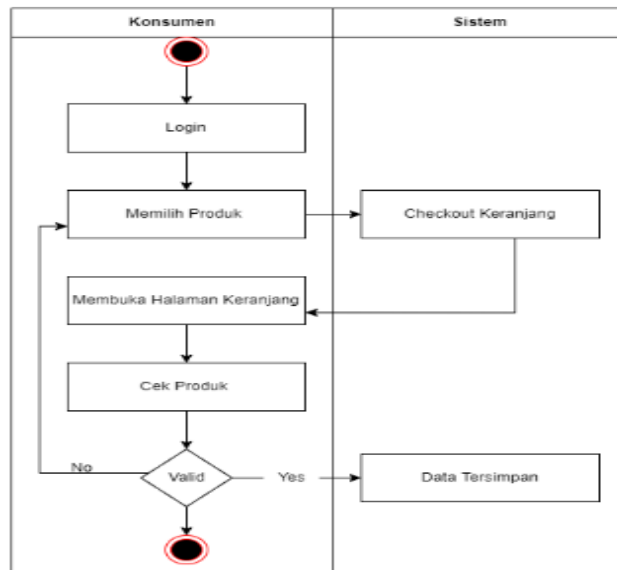 Konsumen
Sistem
Login
Memilih Produk
Checkout Keranjang
Membuka Halaman Keranjang
Cek Produk
No
Valid
Yes
Data Tersimpan